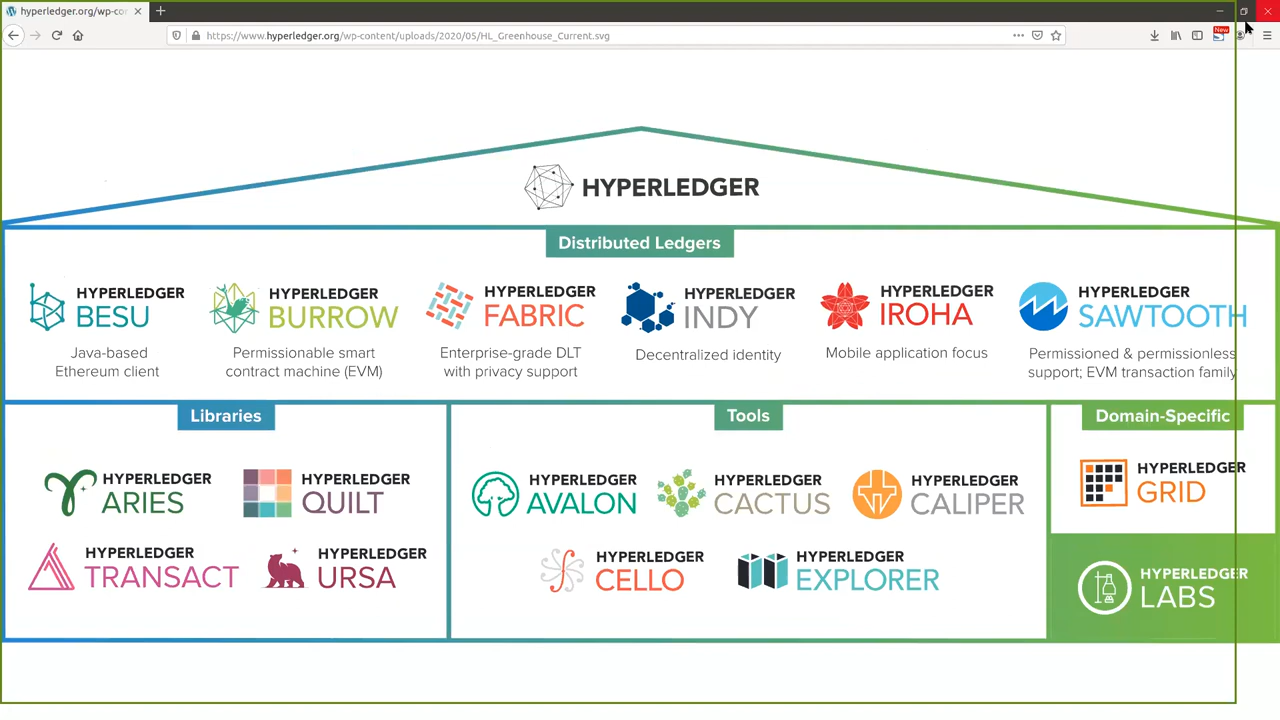 hyperledger.org/wp-co
https://www.hyperledger.org/wp-content/uploads/2020/05/HL_Greenhouse_Current.svg
New
HYPERLEDGER
Distributed Ledgers
HYPERLEDGER
BESU
Java-based
Ethereum client
HYPERLEDGER
BURROW
Permissionable smart
contract machine (EVM)
HYPERLEDGER
FABRIC
Enterprise-grade DLT
with privacy support
HYPERLEDGER
INDY
Decentralized identity
HYPERLEDGER
IROHA
Mobile application focus
HYPERLEDGER
SAWTOOTH
Permissioned & permissionless
support; EVM transaction family
Libraries
HYPERLEDGER
ARIES
HYPERLEDGER
QUILT
HYPERLEDGER
TRANSACT
HYPERLEDGER
URSA
Tools
HYPERLEDGER
AVALON
HYPERLEDGER
CACTUS
HYPERLEDGER
CALIPER
HYPERLEDGER
CELLO
HYPERLEDGER
EXPLORER
Domain-Specific
HYPERLEDGER
GRID
HYPERLEDGER
LABS